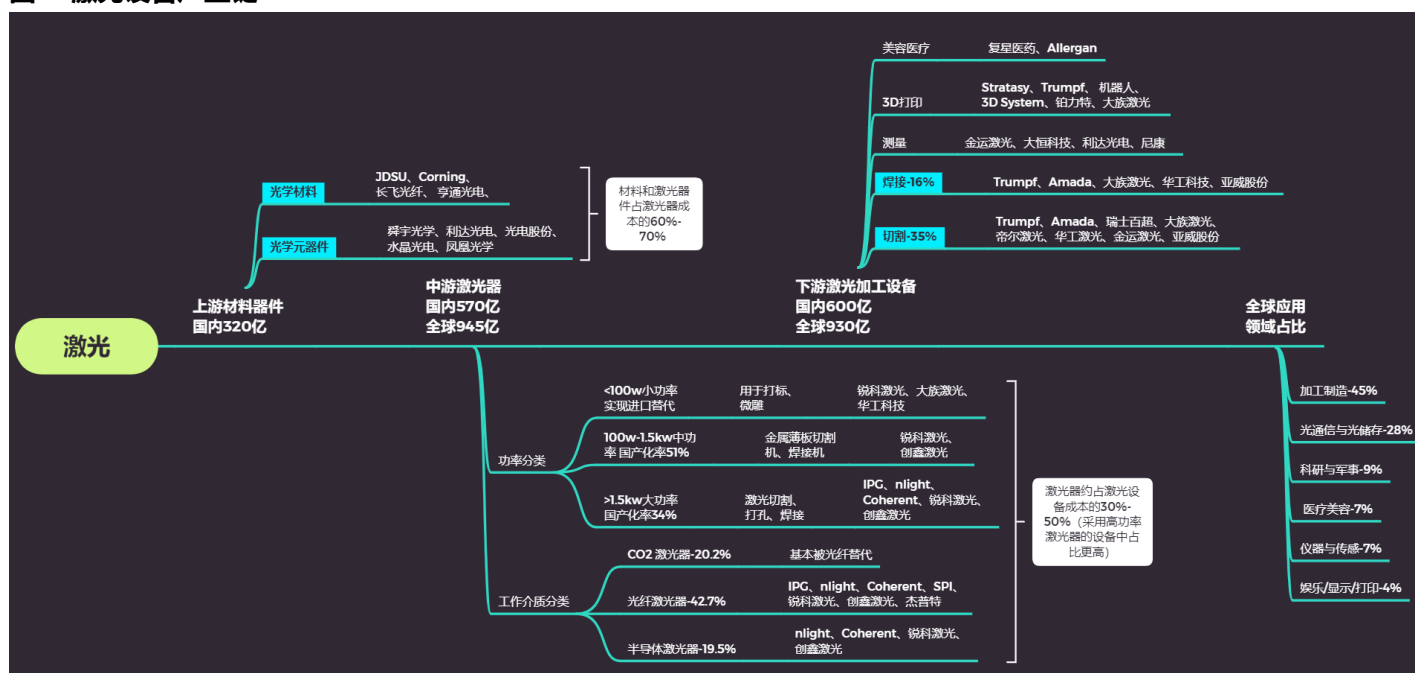 激光
上游材料器件
国内320亿
光学材料
JDSU、Corning、
长飞光纤、亨通光电、
光学元器件
舜宇光学、利达光电、光电股份、
水晶光电、凤凰光学
材料和激光器
件占激光器成
本的60%-
70%
中游激光器
国内570亿
全球945亿
功率分类
<100w小功率
实现进口替代
用于打标、
微雕
锐科激光、大族激光、
华工科技
100w-1.5kw中功
率 国产化率51%
金属薄板切割
机、焊接机
锐科激光、
创鑫激光
>1.5kw大功率
国产化率34%
激光切割、
打孔、焊接
IPG、nlight、
Coherent、锐科激光、
创鑫激光
工作介质分类
CO2 激光器-20.2%
基本被光纤替代
光纤激光器-42.7%
IPG、nlight、Coherent、SPI、
锐科激光、创鑫激光、杰普特
半导体激光器-19.5%
nlight、Coherent、锐科激光、
创鑫激光
激光器约占激光设
备成本的30%-
50%（采用高功率
激光器的设备中占
比更高）
下游激光加工设备
国内600亿
全球930亿
美容医疗
复星医药、Allergan
3D打印
Stratasy、Trumpf、 机器人、
3D System、铂力特、大族激光
测量
金运激光、大恒科技、利达光电、尼康
焊接-16%
Trumpf、Amada、大族激光、华工科技、亚威股份
切割-35%
Trumpf、Amada、瑞士百超、大族激光、
帝尔激光、华工激光、金运激光、亚威股份
全球应用
领域占比
加工制造-45%
光通信与光储存-28%
科研与军事-9%
医疗美容-7%
仪器与传感-7%
娱乐/显示/打印-4%